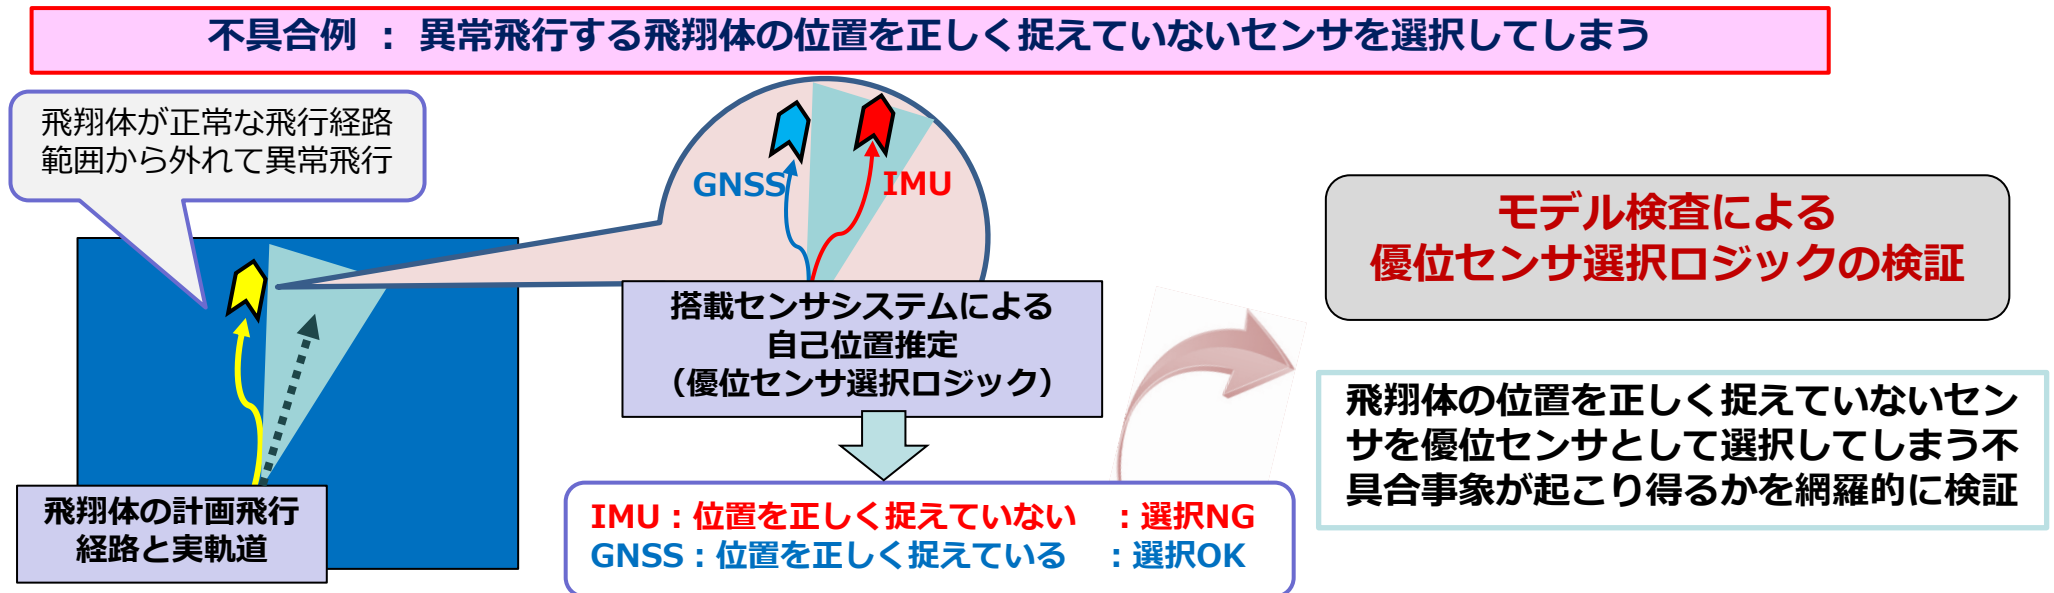 不具合例 ： 異常飛行する飛翔体の位置を正しく捉えていないセンサを選択してしまう
飛翔体が正常な飛行経路
範囲から外れて異常飛行
GNSS
IMU
搭載センサシステムによる
自己位置推定
（優位センサ選択ロジック）
飛翔体の計画飛行
経路と実軌道
IMU：位置を正しく捉えていない ：選択NG
GNSS：位置を正しく捉えている ：選択OK
モデル検査による
優位センサ選択ロジックの検証
飛翔体の位置を正しく捉えていないセン
サを優位センサとして選択してしまう不
具合事象が起こり得るかを網羅的に検証